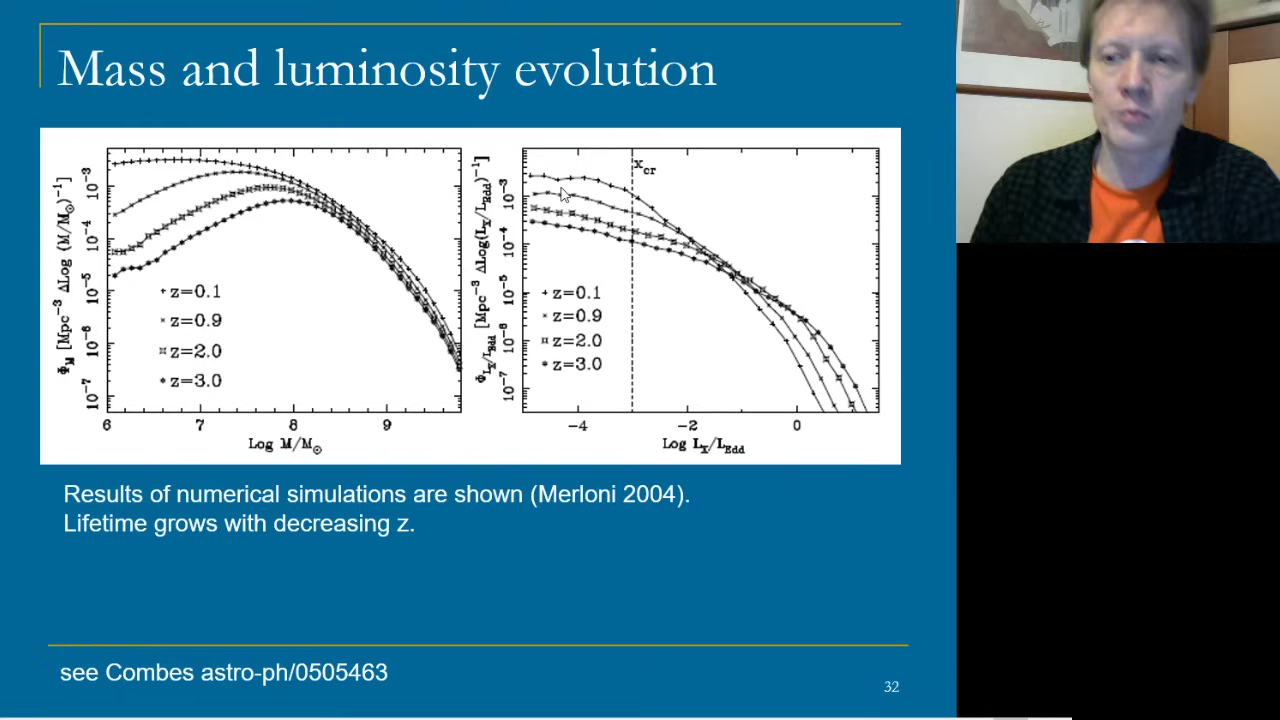 Mass and luminosity evolution
Φ_M [Mpc⁻³ ΔLog (M/M☉)⁻¹]
10⁻³
10⁻⁴
10⁻⁵
10⁻⁶
10⁻⁷
z=0.1
z=0.9
z=2.0
z=3.0
6 7 8 9
Log M/M☉
Φ_{L_X/L_Edd} [Mpc⁻³ ΔLog(L_X/L_Edd)⁻¹]
10⁻³
10⁻⁴
10⁻⁵
10⁻⁶
10⁻⁷
x_cr
z=0.1
z=0.9
z=2.0
z=3.0
−4 −2 0
Log L_X/L_Edd
Results of numerical simulations are shown (Merloni 2004).
Lifetime grows with decreasing z.
see Combes astro-ph/0505463
32